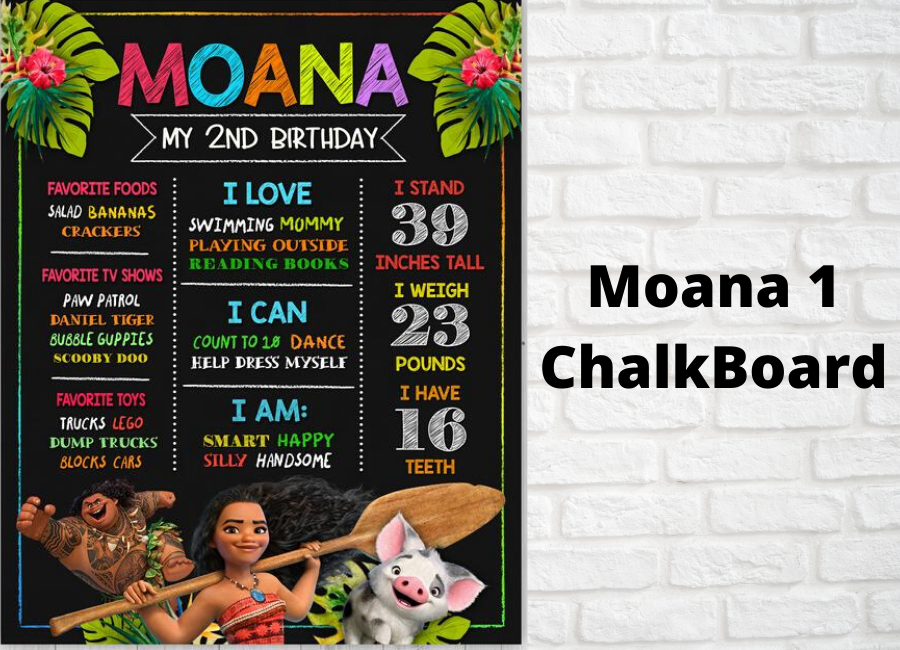 MOANA
MY 2ND BIRTHDAY
FAVORITE FOODS
SALAD BANANAS
CRACKERS
FAVORITE TV SHOWS
PAW PATROL
DANIEL TIGER
BUBBLE GUPPIES
SCOOBY DOO
FAVORITE TOYS
TRUCKS LEGO
DUMP TRUCKS
BLOCKS CARS
I LOVE
SWIMMING MOMMY
PLAYING OUTSIDE
READING BOOKS
I CAN
COUNT TO 10 DANCE
HELP DRESS MYSELF
I AM:
SMART HAPPY
SILLY HANDSOME
I STAND
39
INCHES TALL
I WEIGH
23
POUNDS
I HAVE
16
TEETH
Moana 1
ChalkBoard